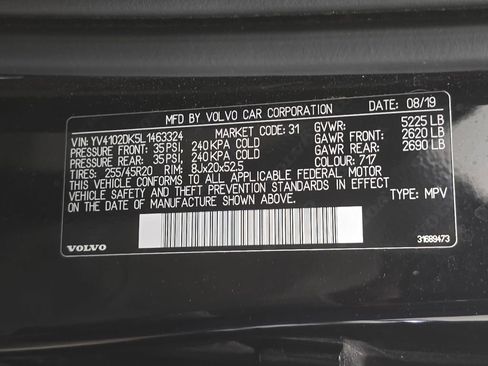 MFD BY VOLVO CAR CORPORATION DATE: 08/19
VIN: YV4102DK5L1463324 MARKET CODE: 31 GVWR: 5225 LB
PRESSURE FRONT: 35 PSI, 240 KPA COLD GAWR FRONT: 2620 LB
PRESSURE REAR: 35 PSI, 240 KPA COLD GAWR REAR: 2690 LB
TIRES: 255/45R20 RIM: 8Jx20x52.5 COLOUR: 717
THIS VEHICLE CONFORMS TO ALL APPLICABLE FEDERAL MOTOR
VEHICLE SAFETY AND THEFT PREVENTION STANDARDS IN EFFECT
ON THE DATE OF MANUFACTURE SHOWN ABOVE. TYPE: MPV
VOLVO 31689473